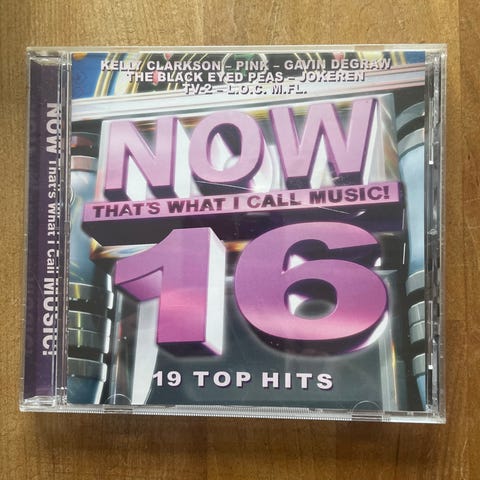 KELLY CLARKSON – PINK – GAVIN DEGRAW
THE BLACK EYED PEAS – JOKEREN
TV-2 – L.O.C. M.FL.
NOW
THAT'S WHAT I CALL MUSIC!
16
19 TOP HITS
NOW That's What I Call MUSIC!